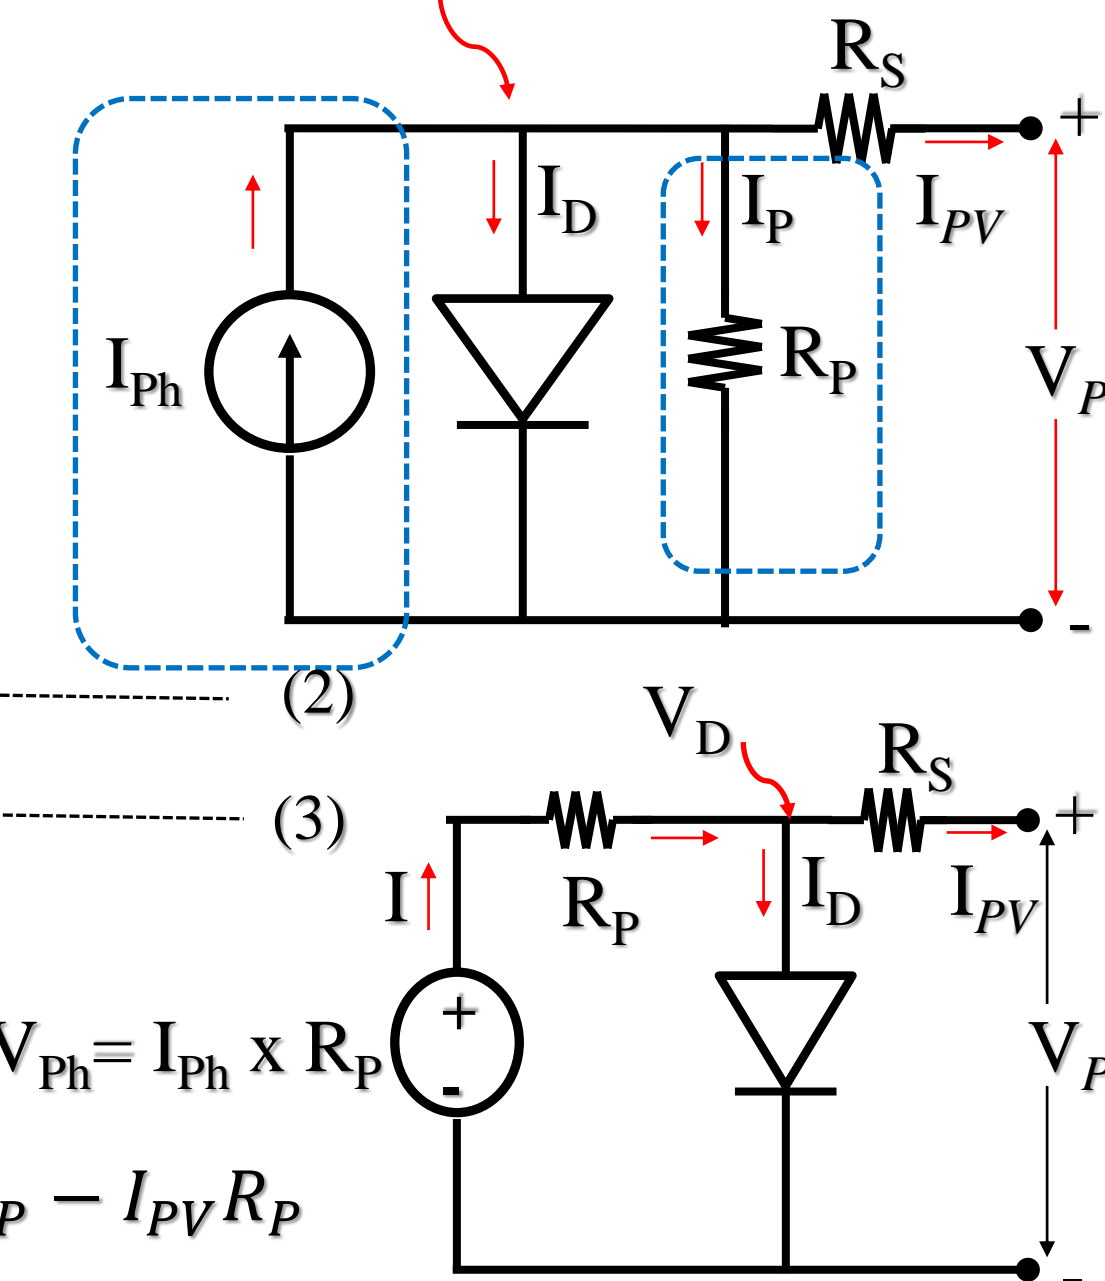 R_S
+
I_D
I_P
I_PV
I_Ph
R_P
V_P
-
(2)
V_D
R_S
(3)
+
I
R_P
I_D
I_PV
+
V_Ph= I_Ph x R_P
-
V_P
P − I_PV R_P
-